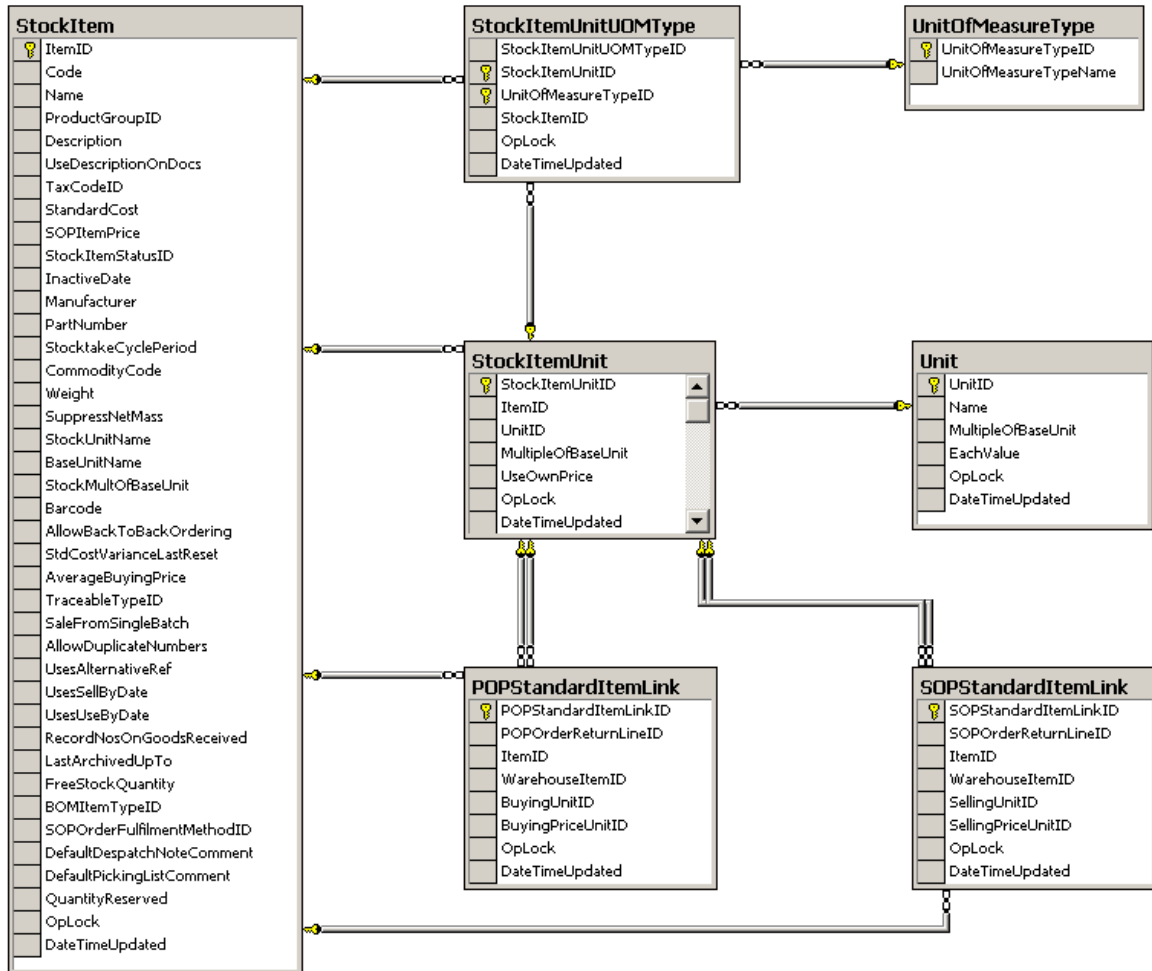 StockItem
ItemID
Code
Name
ProductGroupID
Description
UseDescriptionOnDocs
TaxCodeID
StandardCost
SOPItemPrice
StockItemStatusID
InactiveDate
Manufacturer
PartNumber
StocktakeCyclePeriod
CommodityCode
Weight
SuppressNetMass
StockUnitName
BaseUnitName
StockMultOfBaseUnit
Barcode
AllowBackToBackOrdering
StdCostVarianceLastReset
AverageBuyingPrice
TraceableTypeID
SaleFromSingleBatch
AllowDuplicateNumbers
UsesAlternativeRef
UsesSellByDate
UsesUseByDate
RecordNosOnGoodsReceived
LastArchivedUpTo
FreeStockQuantity
BOMItemTypeID
SOPOrderFulfilmentMethodID
DefaultDespatchNoteComment
DefaultPickingListComment
QuantityReserved
OpLock
DateTimeUpdated
StockItemUnitUOMType
StockItemUnitUOMTypeID
StockItemUnitID
UnitOfMeasureTypeID
StockItemID
OpLock
DateTimeUpdated
UnitOfMeasureType
UnitOfMeasureTypeID
UnitOfMeasureTypeName
StockItemUnit
StockItemUnitID
ItemID
UnitID
MultipleOfBaseUnit
UseOwnPrice
OpLock
DateTimeUpdated
Unit
UnitID
Name
MultipleOfBaseUnit
EachValue
OpLock
DateTimeUpdated
POPStandardItemLink
POPStandardItemLinkID
POPOrderReturnLineID
ItemID
WarehouseItemID
BuyingUnitID
BuyingPriceUnitID
OpLock
DateTimeUpdated
SOPStandardItemLink
SOPStandardItemLinkID
SOPOrderReturnLineID
ItemID
WarehouseItemID
SellingUnitID
SellingPriceUnitID
OpLock
DateTimeUpdated